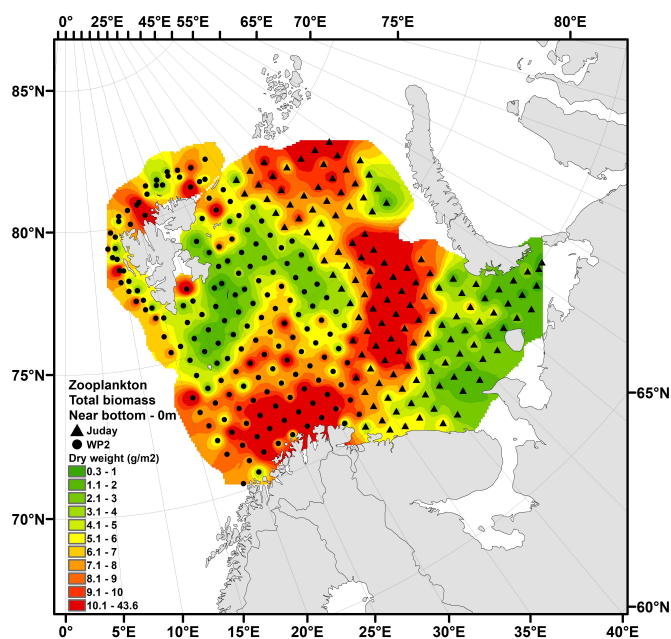 0° 25°E 45°E 55°E 65°E 70°E 75°E 80°E
85°N
80°N
75°N
70°N
65°N
60°N
Zooplankton
Total biomass
Near bottom - 0m
Juday
WP2
Dry weight (g/m2)
0.3 - 1
1.1 - 2
2.1 - 3
3.1 - 4
4.1 - 5
5.1 - 6
6.1 - 7
7.1 - 8
8.1 - 9
9.1 - 10
10.1 - 43.6
0° 5°E 10°E 15°E 20°E 25°E 30°E 35°E 40°E